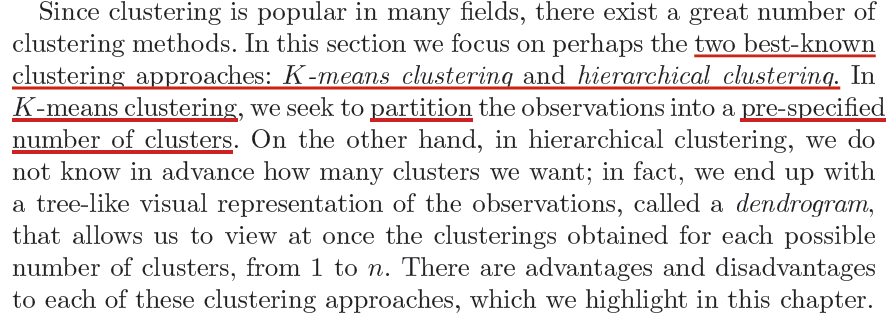 Since clustering is popular in many fields, there exist a great number of
clustering methods. In this section we focus on perhaps the two best-known
clustering approaches: K-means clustering and hierarchical clustering. In
K-means clustering, we seek to partition the observations into a pre-specified
number of clusters. On the other hand, in hierarchical clustering, we do
not know in advance how many clusters we want; in fact, we end up with
a tree-like visual representation of the observations, called a dendrogram,
that allows us to view at once the clusterings obtained for each possible
number of clusters, from 1 to n. There are advantages and disadvantages
to each of these clustering approaches, which we highlight in this chapter.